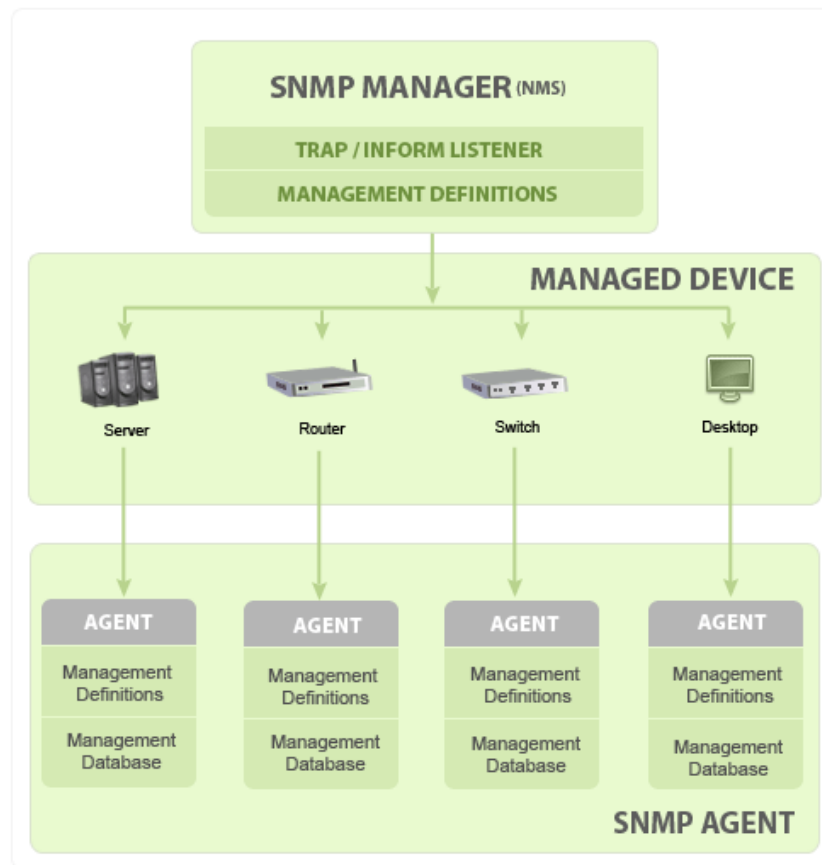 SNMP MANAGER (NMS)
TRAP / INFORM LISTENER
MANAGEMENT DEFINITIONS
MANAGED DEVICE
Server
Router
Switch
Desktop
AGENT
Management
Definitions
Management
Database
AGENT
Management
Definitions
Management
Database
AGENT
Management
Definitions
Management
Database
AGENT
Management
Definitions
Management
Database
SNMP AGENT